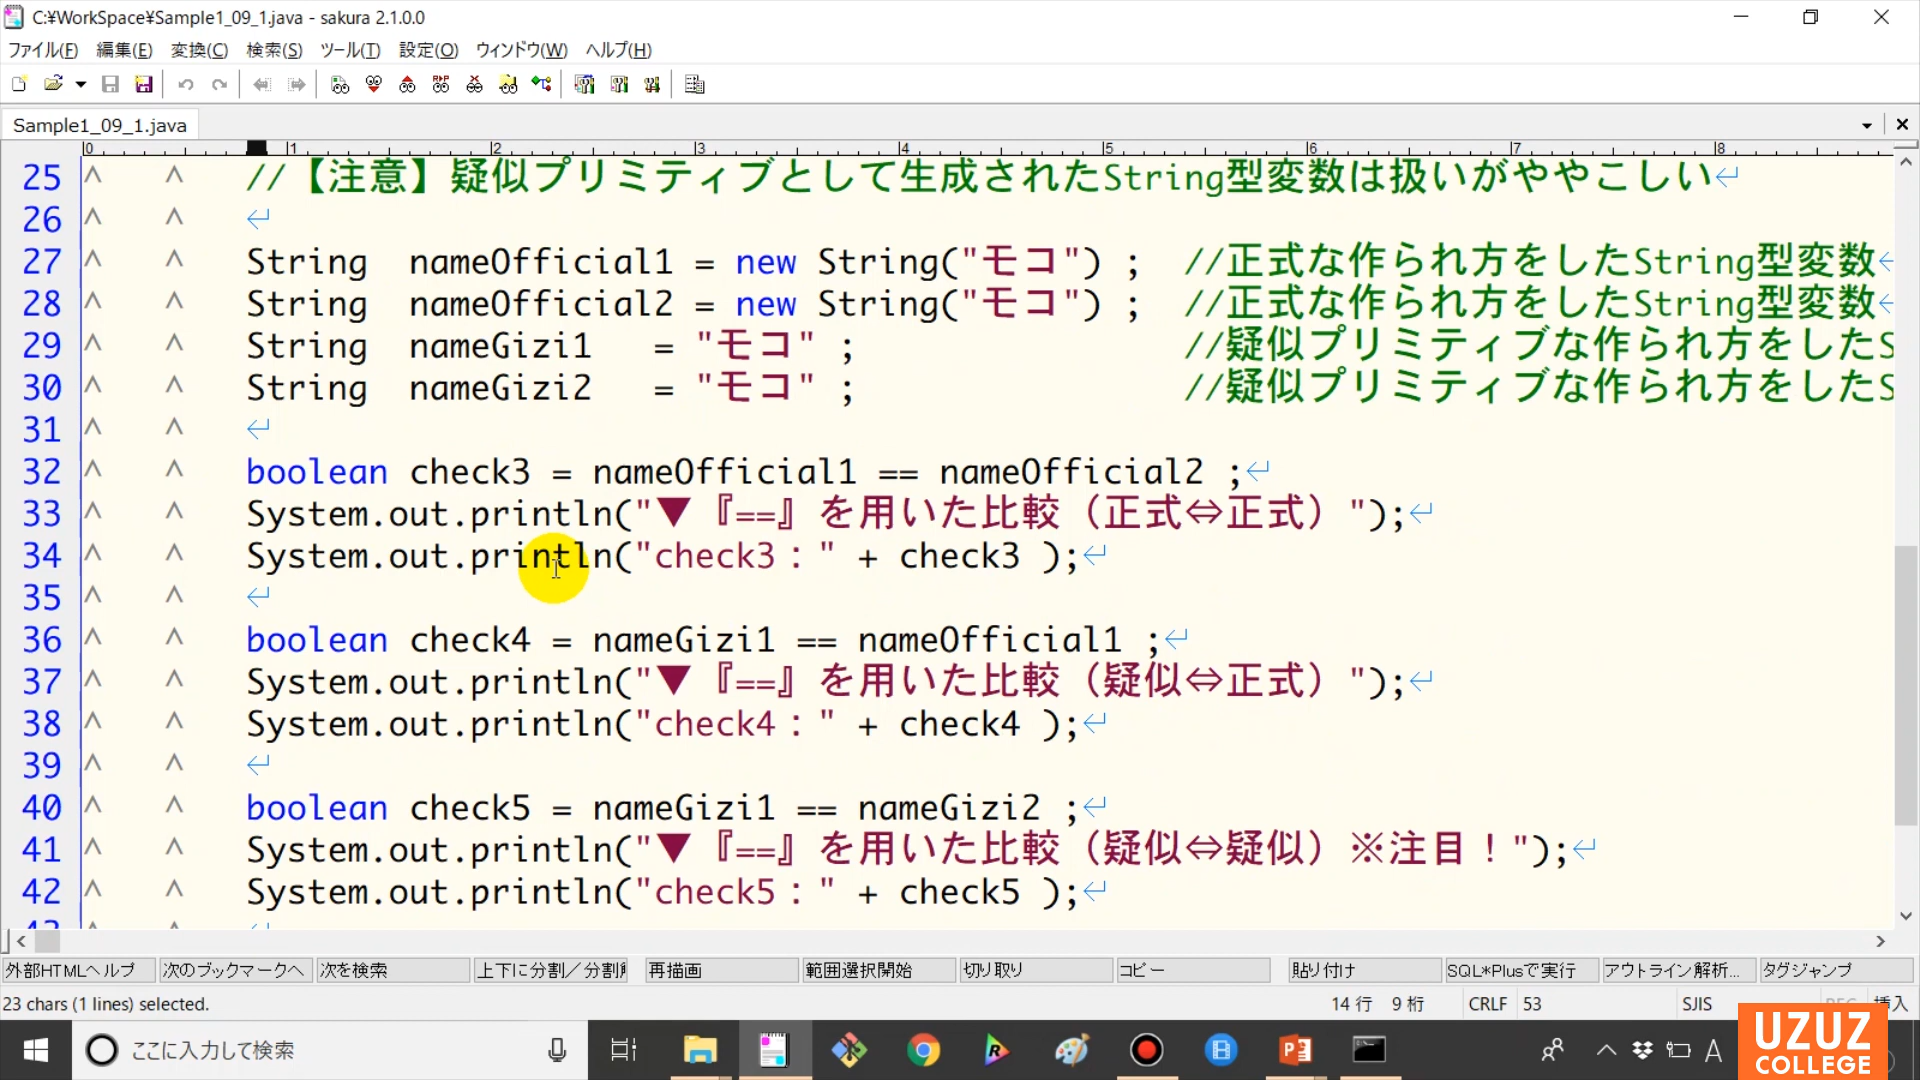 C:¥WorkSpace¥Sample1_09_1.java - sakura 2.1.0.0
ファイル(F) 編集(E) 変換(C) 検索(S) ツール(T) 設定(O) ウィンドウ(W) ヘルプ(H)
Sample1_09_1.java
0 1 2 3 4 5 6 7 8
25 //【注意】疑似プリミティブとして生成されたString型変数は扱いがややこしい
26
27 String nameOfficial1 = new String("モコ") ; //正式な作られ方をしたString型変数
28 String nameOfficial2 = new String("モコ") ; //正式な作られ方をしたString型変数
29 String nameGizi1 = "モコ" ; //疑似プリミティブな作られ方をしたS
30 String nameGizi2 = "モコ" ; //疑似プリミティブな作られ方をしたS
31
32 boolean check3 = nameOfficial1 == nameOfficial2 ;
33 System.out.println("▼『==』を用いた比較（正式⇔正式）");
34 System.out.println("check3：" + check3 );
35
36 boolean check4 = nameGizi1 == nameOfficial1 ;
37 System.out.println("▼『==』を用いた比較（疑似⇔正式）");
38 System.out.println("check4：" + check4 );
39
40 boolean check5 = nameGizi1 == nameGizi2 ;
41 System.out.println("▼『==』を用いた比較（疑似⇔疑似）※注目！");
42 System.out.println("check5：" + check5 );
外部HTMLヘルプ 次のブックマークへ 次を検索 上下に分割／分割 再描画 範囲選択開始 切り取り コピー 貼り付け SQL*Plusで実行 アウトライン解析... タグジャンプ
23 chars (1 lines) selected. 14 行 9 桁 CRLF 53 SJIS REC 挿入
ここに入力して検索 A
UZUZ
COLLEGE